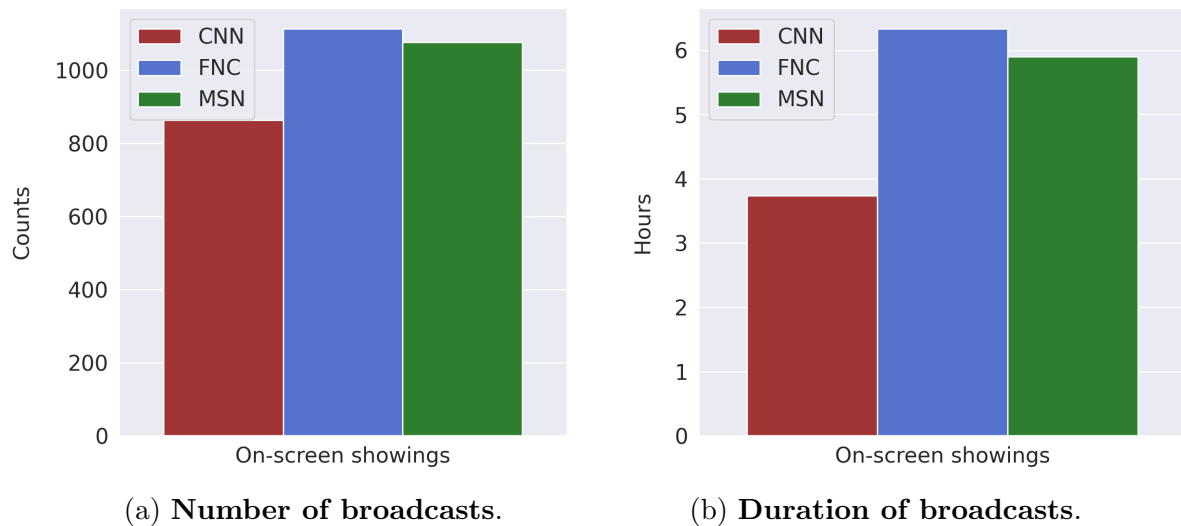 CNN
FNC
MSN
1000
800
600
400
200
0
Counts
On-screen showings
(a) Number of broadcasts.
CNN
FNC
MSN
6
5
4
3
2
1
0
Hours
On-screen showings
(b) Duration of broadcasts.